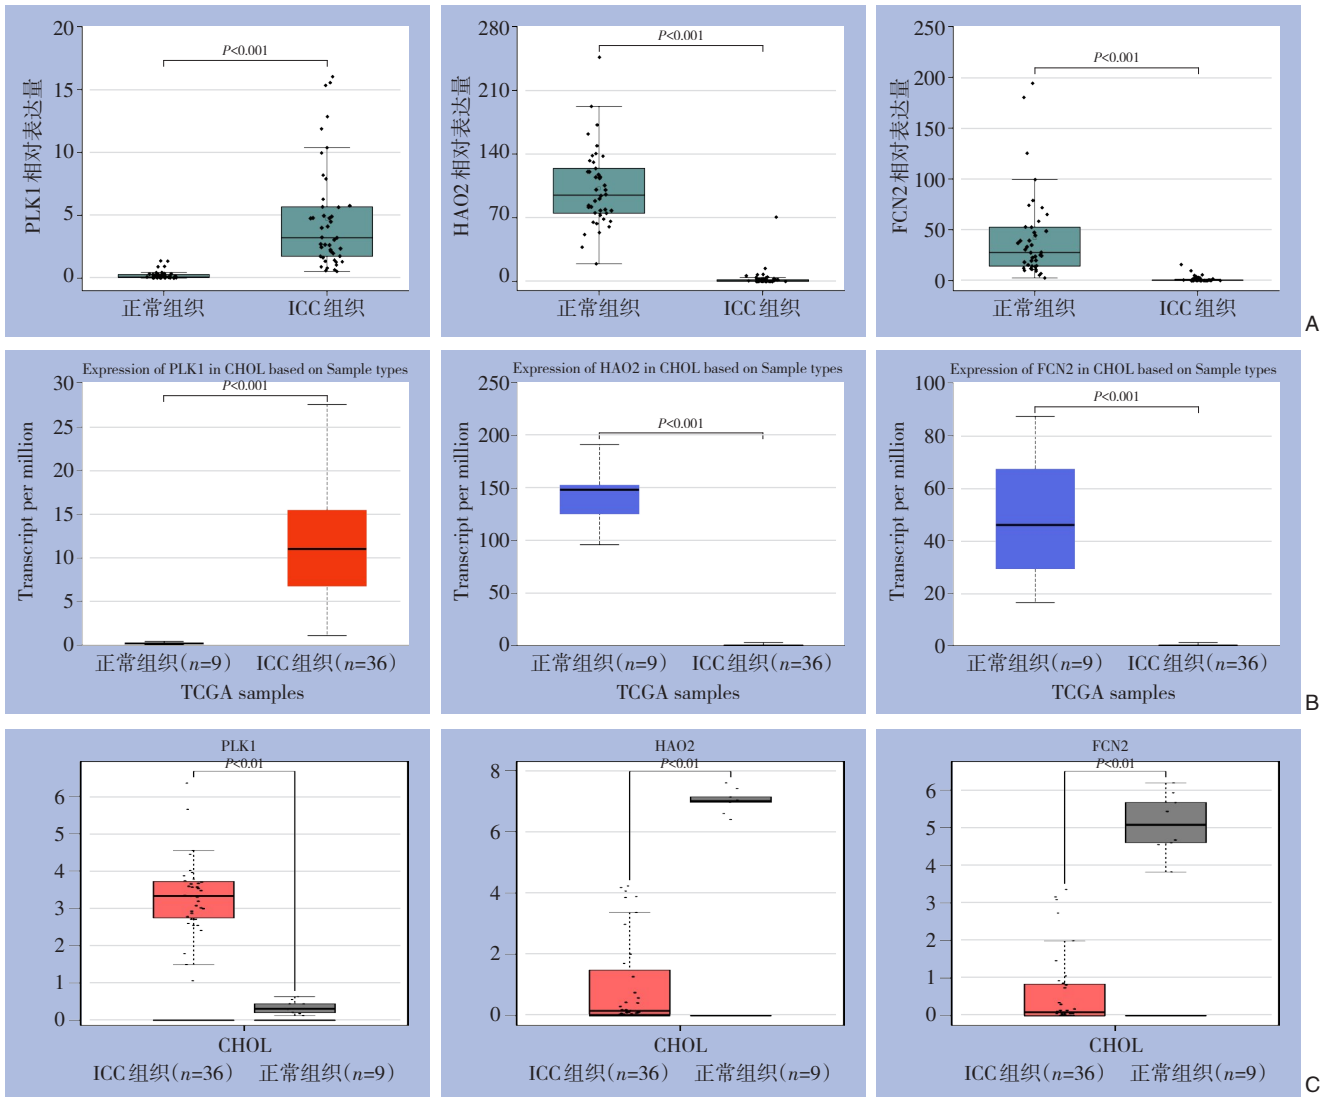 20
15
10
5
0
PLK1相对表达量
P<0.001
正常组织
ICC组织
280
210
140
70
0
HAO2相对表达量
P<0.001
正常组织
ICC组织
250
200
150
100
50
0
FCN2相对表达量
P<0.001
正常组织
ICC组织
A
Expression of PLK1 in CHOL based on Sample types
P<0.001
30
25
20
15
10
5
0
Transcript per million
正常组织(n=9)
ICC组织(n=36)
TCGA samples
Expression of HAO2 in CHOL based on Sample types
P<0.001
250
200
150
100
50
0
Transcript per million
正常组织(n=9)
ICC组织(n=36)
TCGA samples
Expression of FCN2 in CHOL based on Sample types
P<0.001
100
80
60
40
20
0
Transcript per million
正常组织(n=9)
ICC组织(n=36)
TCGA samples
B
PLK1
P<0.01
6
5
4
3
2
1
0
CHOL
ICC组织(n=36)
正常组织(n=9)
HAO2
P<0.01
8
6
4
2
0
CHOL
ICC组织(n=36)
正常组织(n=9)
FCN2
P<0.01
6
5
4
3
2
1
0
CHOL
ICC组织(n=36)
正常组织(n=9)
C